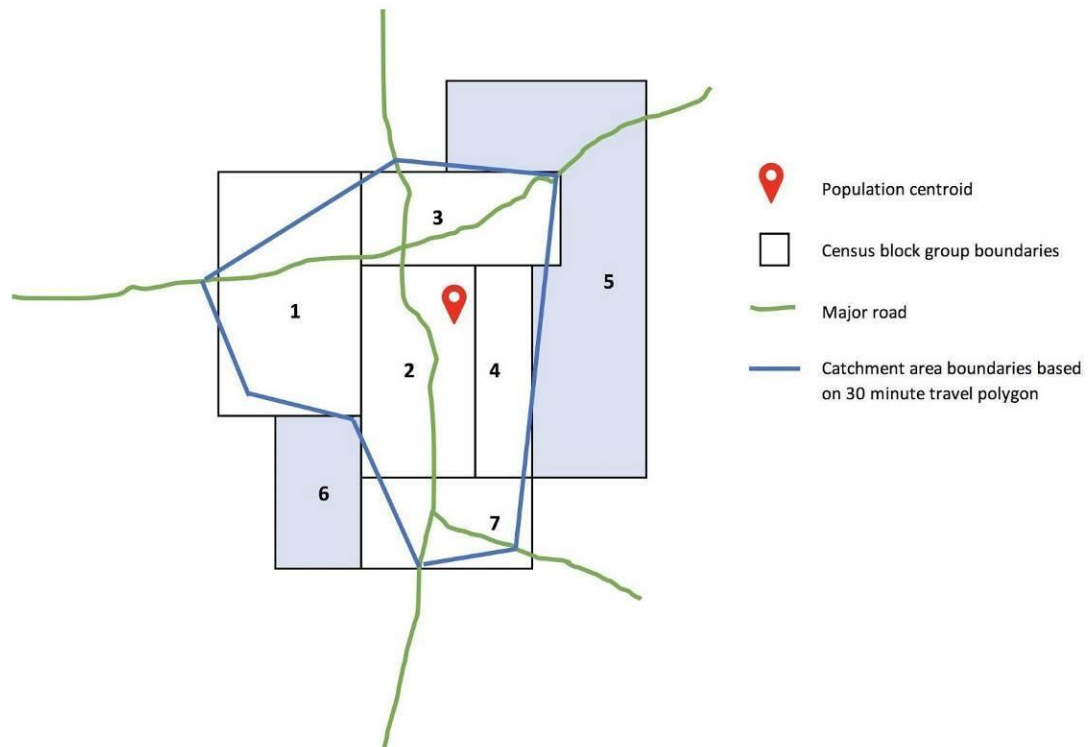 3
1
5
2
4
6
7
Population centroid
Census block group boundaries
Major road
Catchment area boundaries based
on 30 minute travel polygon